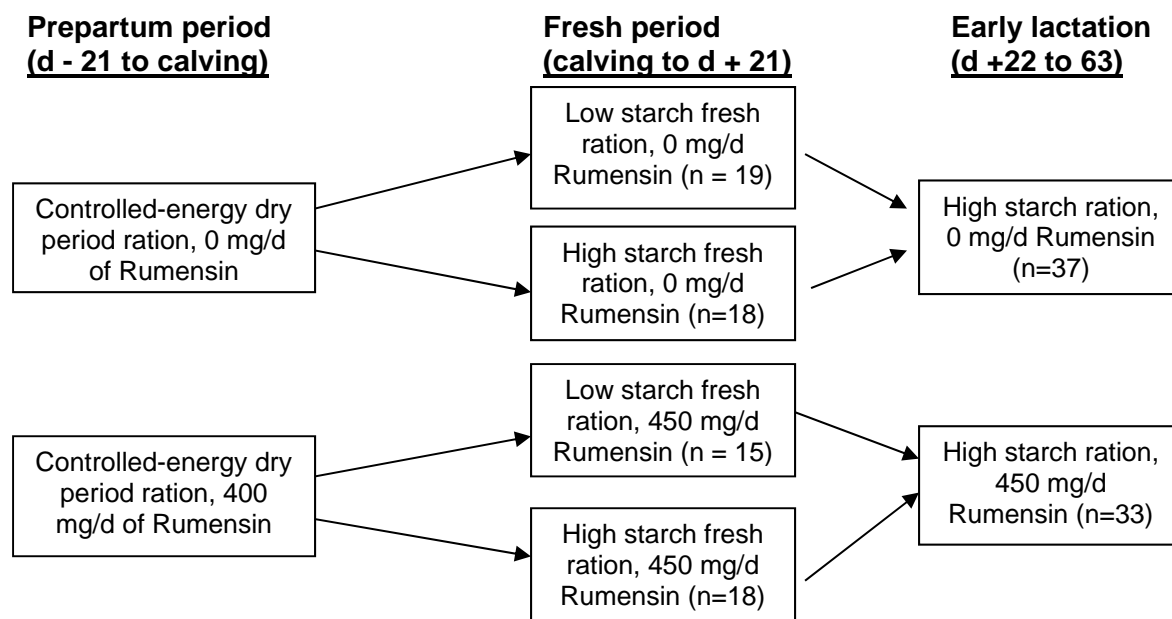 Prepartum period
(d - 21 to calving)
Fresh period
(calving to d + 21)
Early lactation
(d +22 to 63)
Controlled-energy dry
period ration, 0 mg/d
of Rumensin
Low starch fresh
ration, 0 mg/d
Rumensin (n = 19)
High starch fresh
ration, 0 mg/d
Rumensin (n=18)
High starch ration,
0 mg/d Rumensin
(n=37)
Controlled-energy dry
period ration, 400
mg/d of Rumensin
Low starch fresh
ration, 450 mg/d
Rumensin (n = 15)
High starch fresh
ration, 450 mg/d
Rumensin (n=18)
High starch ration,
450 mg/d
Rumensin (n=33)